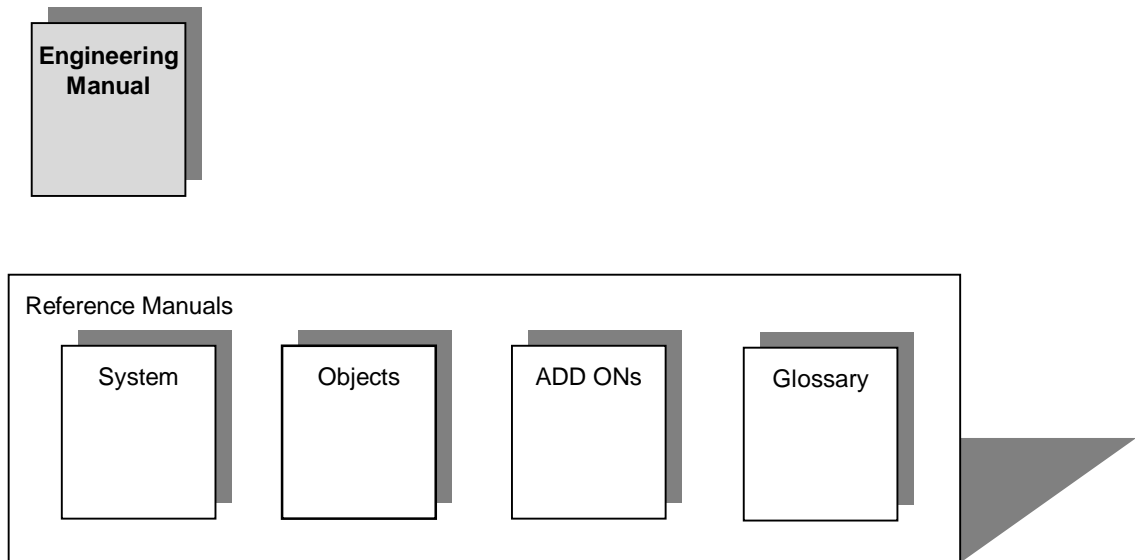 Engineering
Manual
Reference Manuals
System
Objects
ADD ONs
Glossary